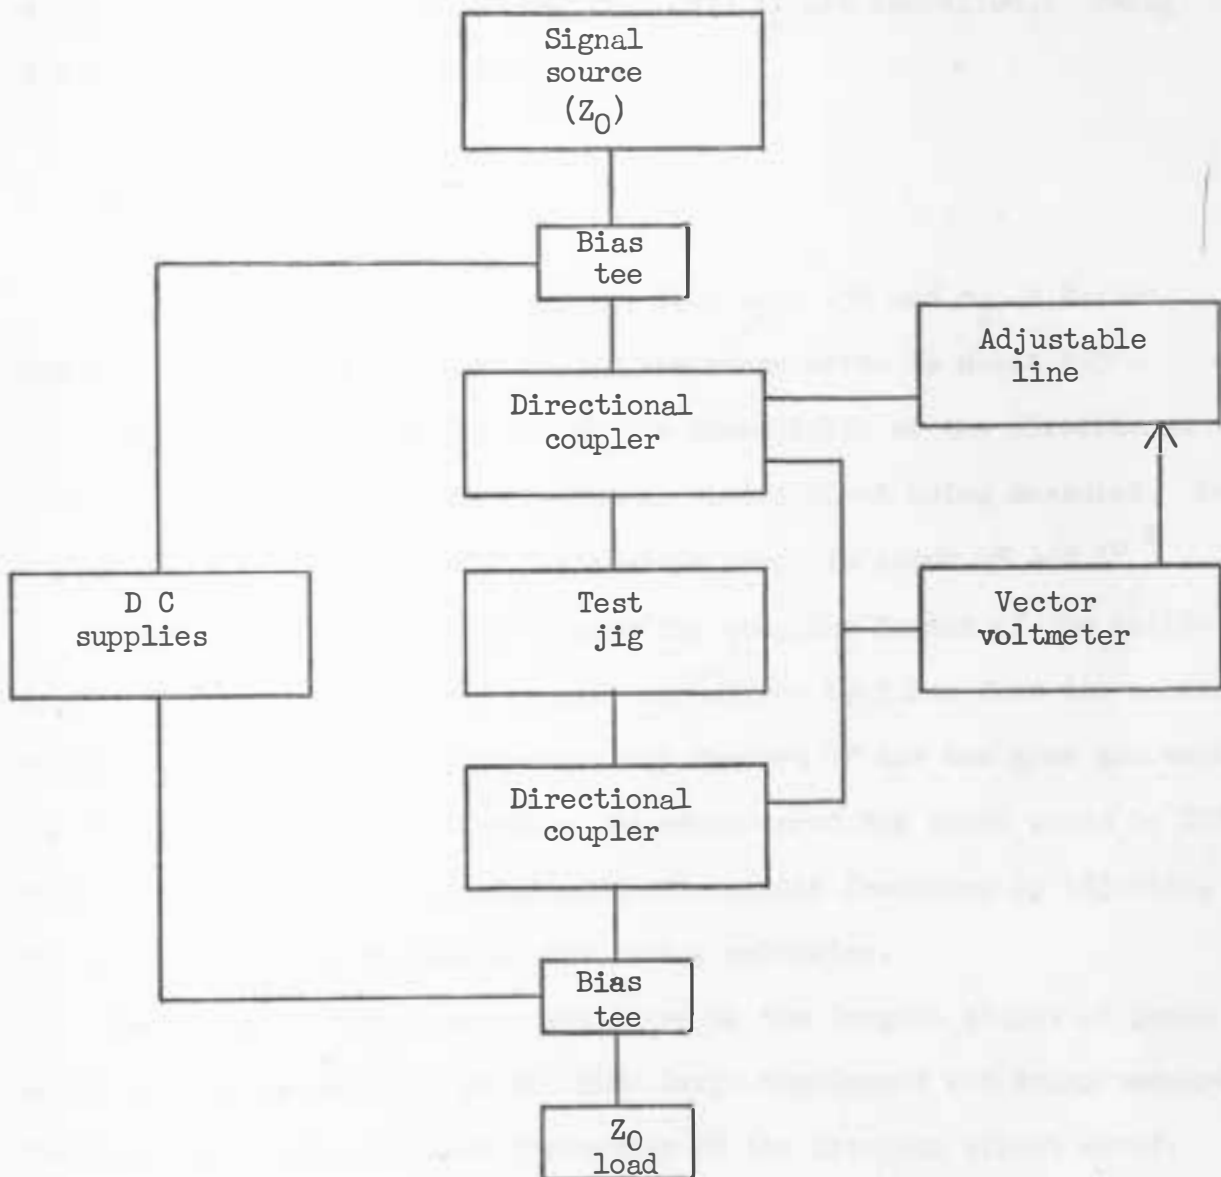 Signal
source
(Z0)
Bias
tee
Adjustable
line
Directional
coupler
D C
supplies
Test
jig
Vector
voltmeter
Directional
coupler
Bias
tee
Z0
load